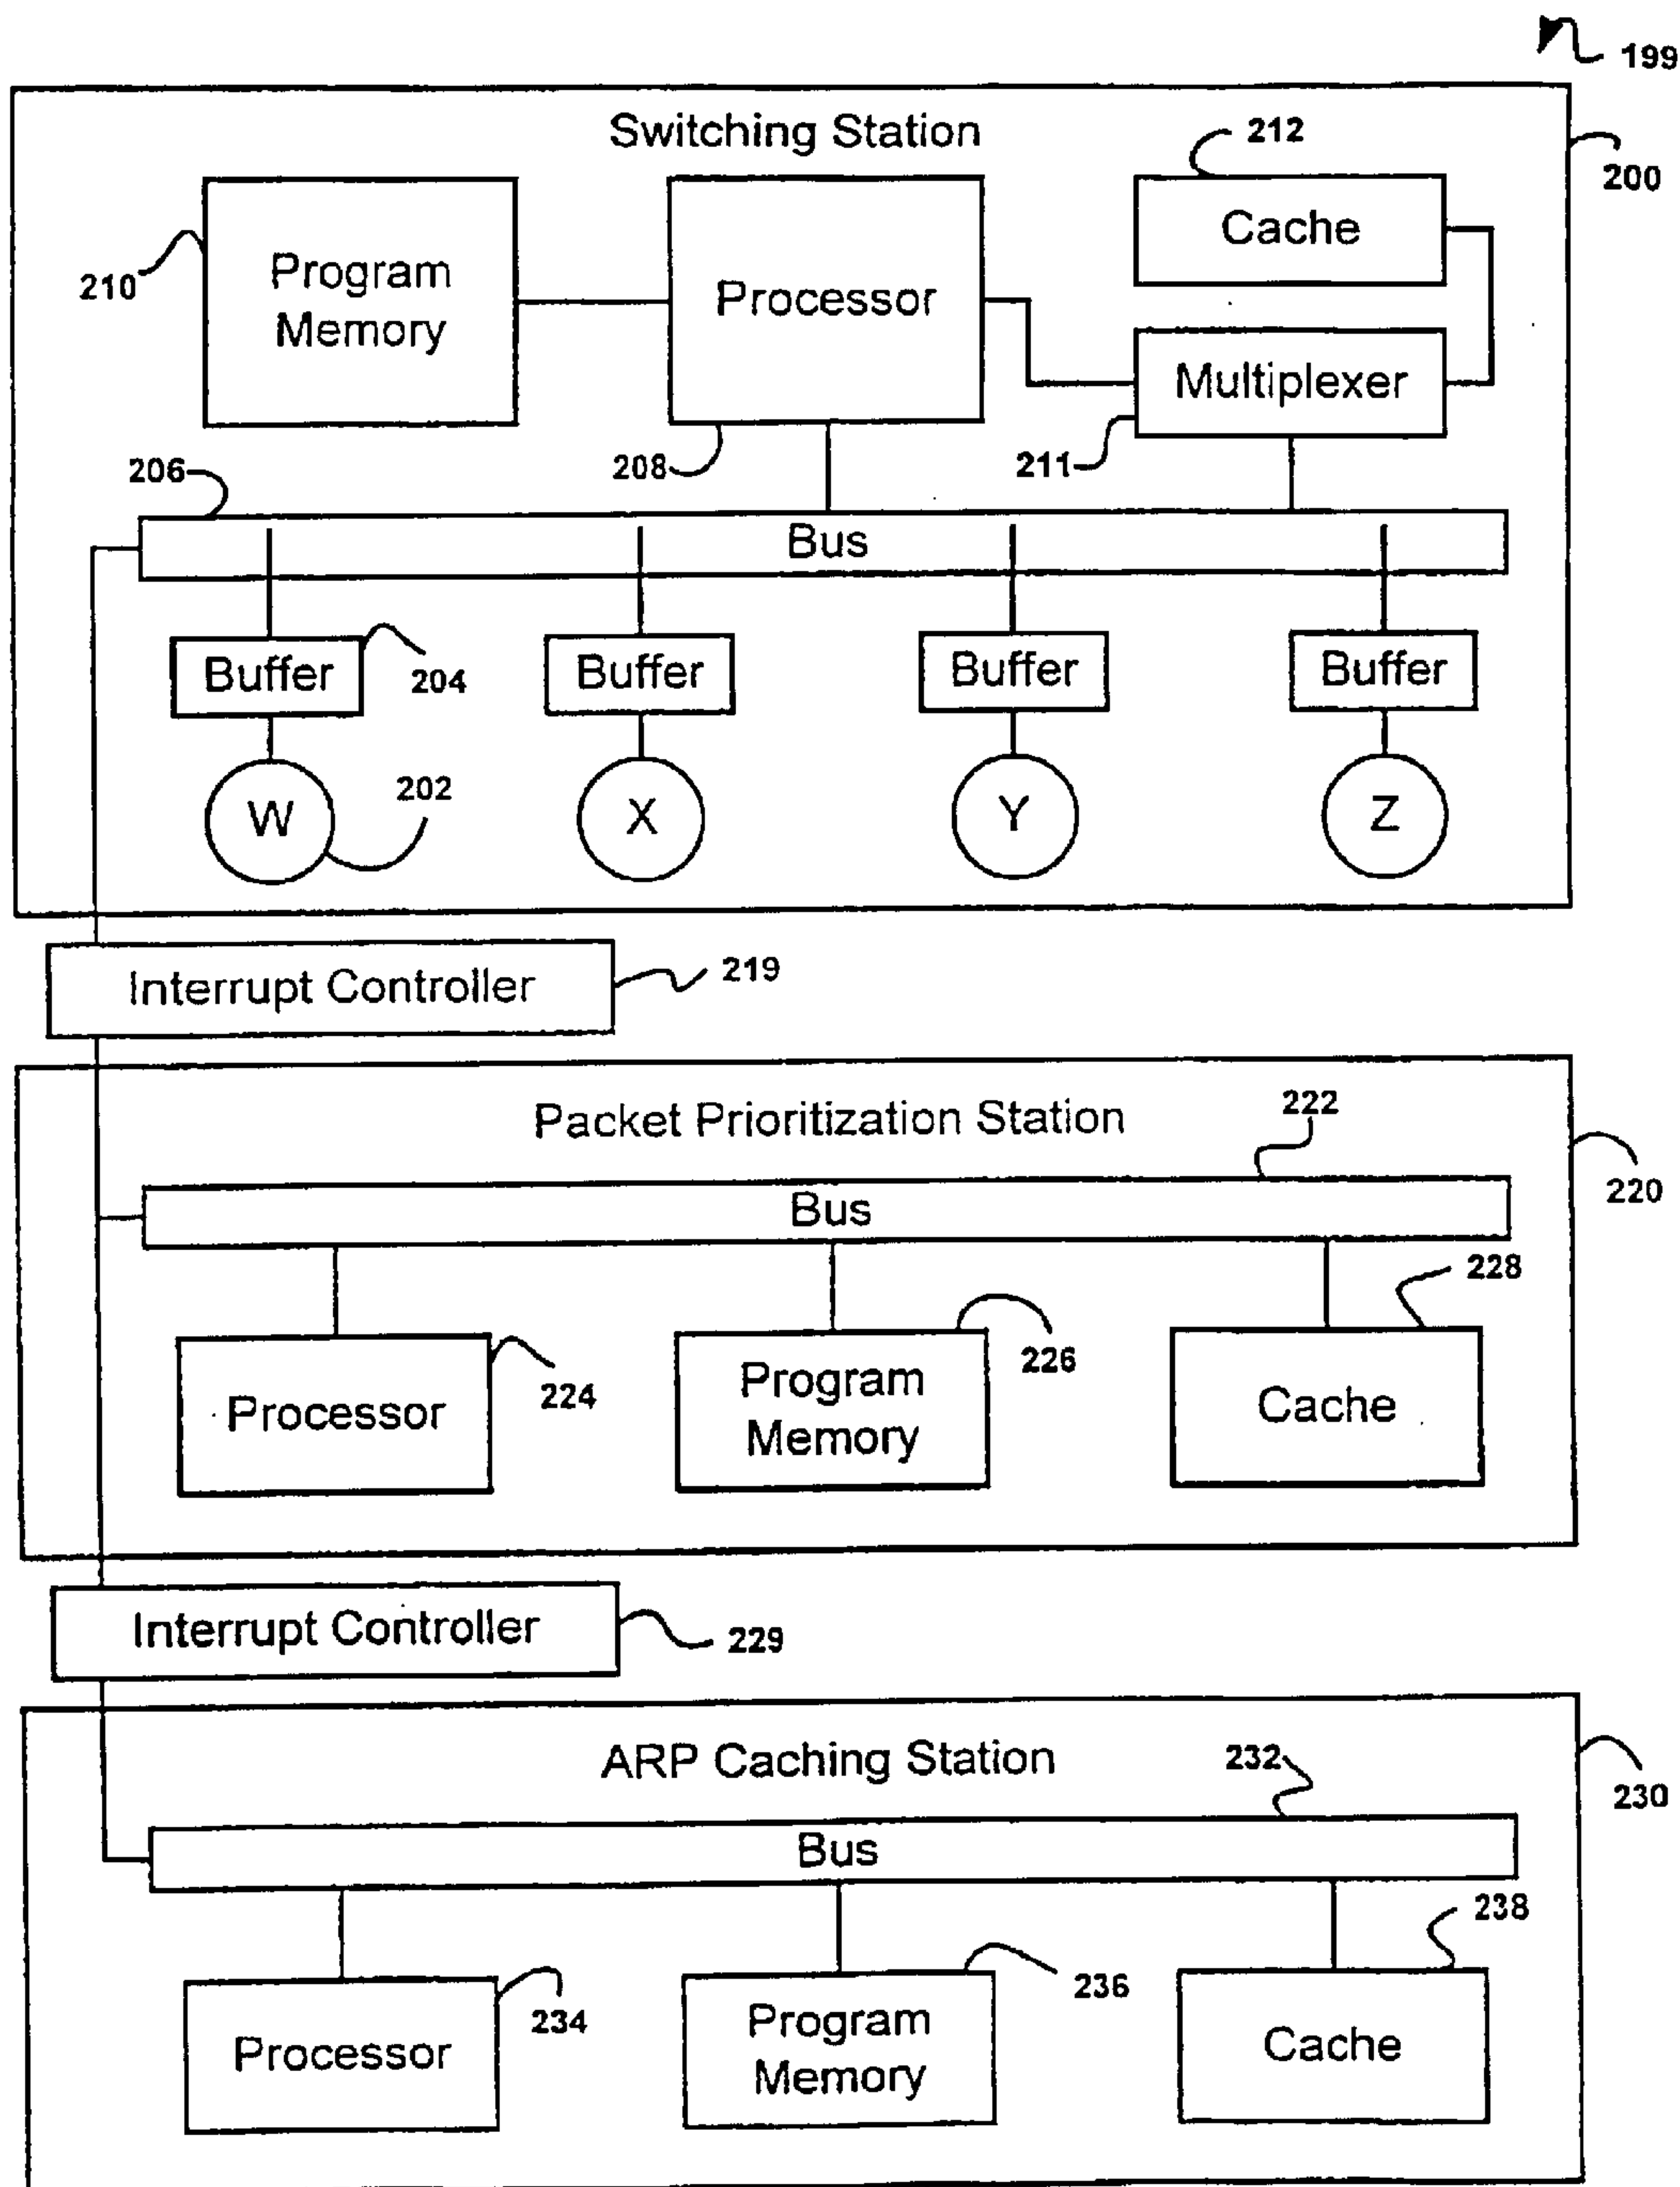 199
Switching Station
212
200
Cache
Program
Memory
Processor
210
Multiplexer
206
208
211
Bus
Buffer
204
Buffer
Buffer
Buffer
202
W
X
Y
Z
Interrupt Controller
219
Packet Prioritization Station
222
220
Bus
228
226
224
Processor
Program
Memory
Cache
Interrupt Controller
229
ARP Caching Station
232
230
Bus
238
236
234
Processor
Program
Memory
Cache